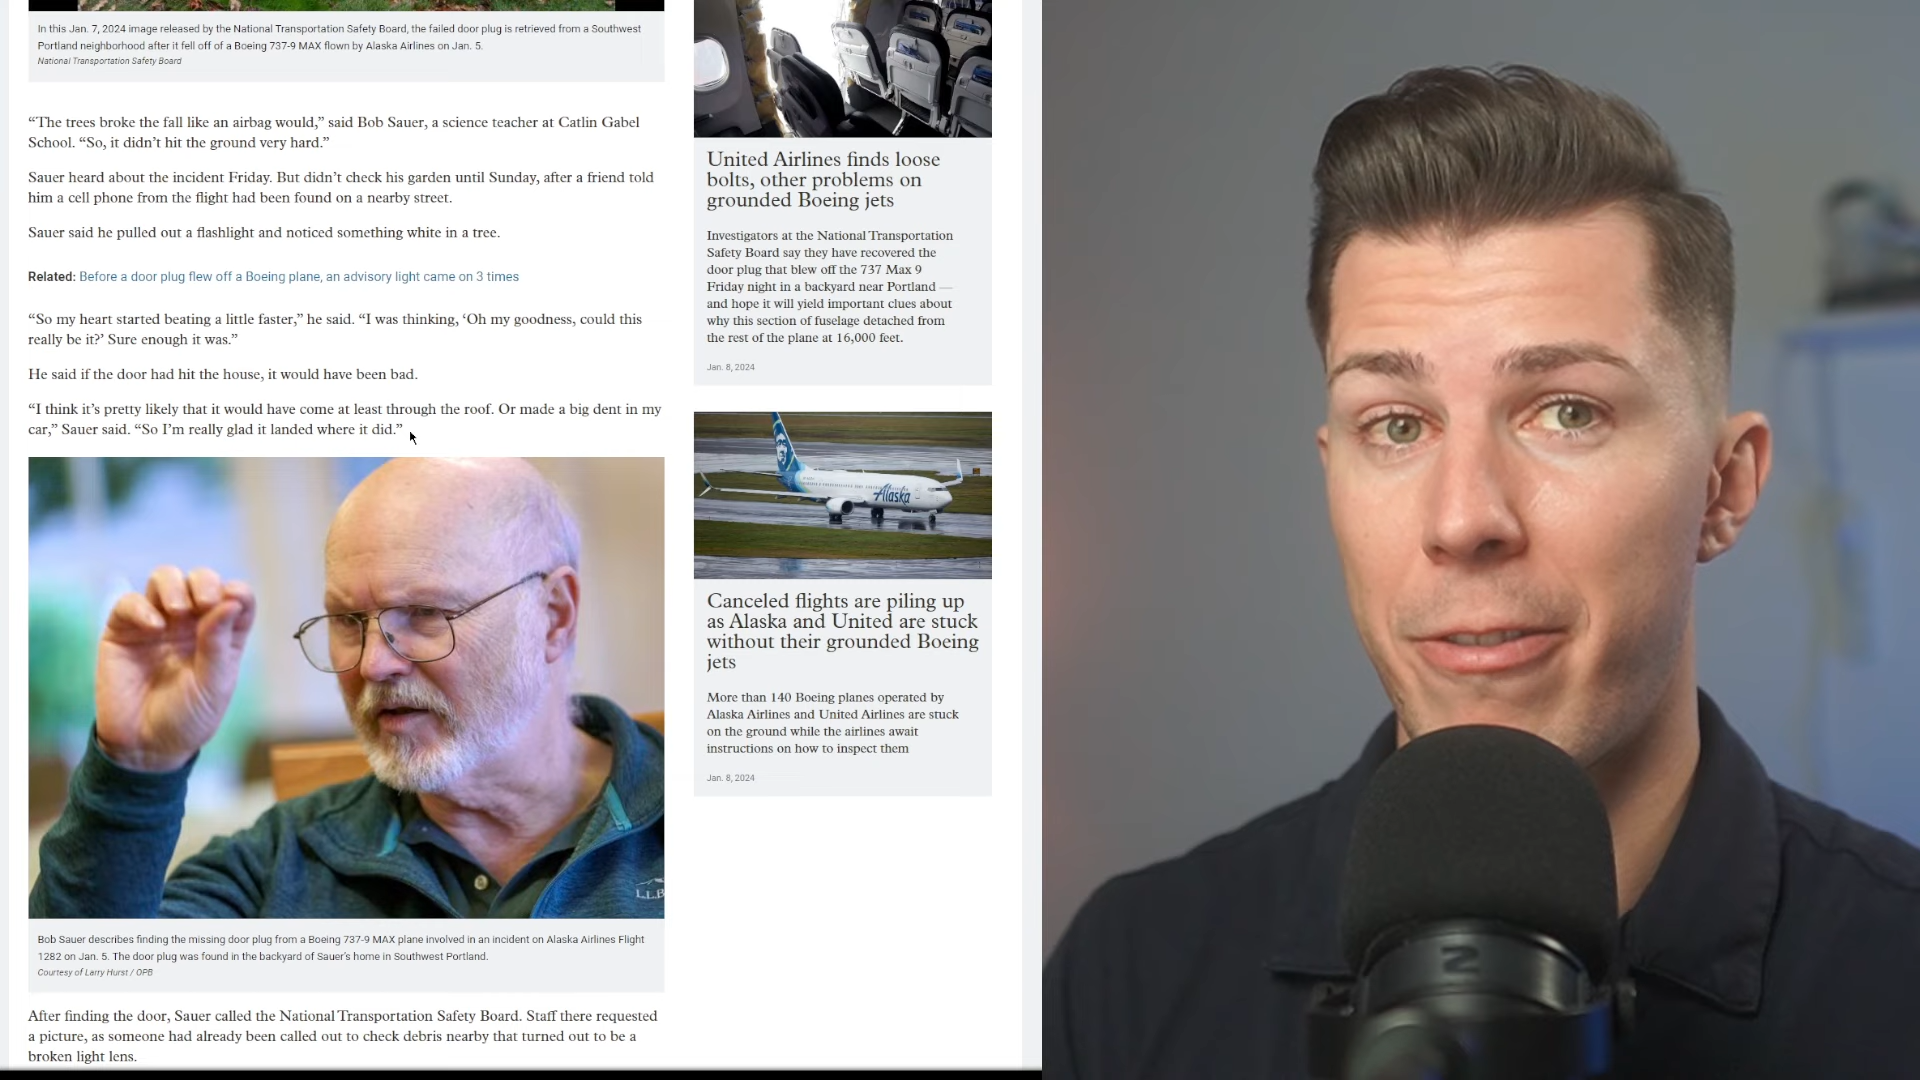 In this Jan. 7, 2024 image released by the National Transportation Safety Board, the failed door plug is retrieved from a Southwest
Portland neighborhood after it fell off of a Boeing 737-9 MAX flown by Alaska Airlines on Jan. 5.
National Transportation Safety Board
“The trees broke the fall like an airbag would,” said Bob Sauer, a science teacher at Catlin Gabel
School. “So, it didn’t hit the ground very hard.”
Sauer heard about the incident Friday. But didn’t check his garden until Sunday, after a friend told
him a cell phone from the flight had been found on a nearby street.
Sauer said he pulled out a flashlight and noticed something white in a tree.
Related: Before a door plug flew off a Boeing plane, an advisory light came on 3 times
“So my heart started beating a little faster,” he said. “I was thinking, ‘Oh my goodness, could this
really be it?’ Sure enough it was.”
He said if the door had hit the house, it would have been bad.
“I think it’s pretty likely that it would have come at least through the roof. Or made a big dent in my
car,” Sauer said. “So I’m really glad it landed where it did.”
L.L.B
Bob Sauer describes finding the missing door plug from a Boeing 737-9 MAX plane involved in an incident on Alaska Airlines Flight
1282 on Jan. 5. The door plug was found in the backyard of Sauer’s home in Southwest Portland.
Courtesy of Larry Hurst / OPB
After finding the door, Sauer called the National Transportation Safety Board. Staff there requested
a picture, as someone had already been called out to check debris nearby that turned out to be a
broken light lens.
United Airlines finds loose
bolts, other problems on
grounded Boeing jets
Investigators at the National Transportation
Safety Board say they have recovered the
door plug that blew off the 737 Max 9
Friday night in a backyard near Portland —
and hope it will yield important clues about
why this section of fuselage detached from
the rest of the plane at 16,000 feet.
Jan. 8, 2024
Alaska
Canceled flights are piling up
as Alaska and United are stuck
without their grounded Boeing
jets
More than 140 Boeing planes operated by
Alaska Airlines and United Airlines are stuck
on the ground while the airlines await
instructions on how to inspect them
Jan. 8, 2024